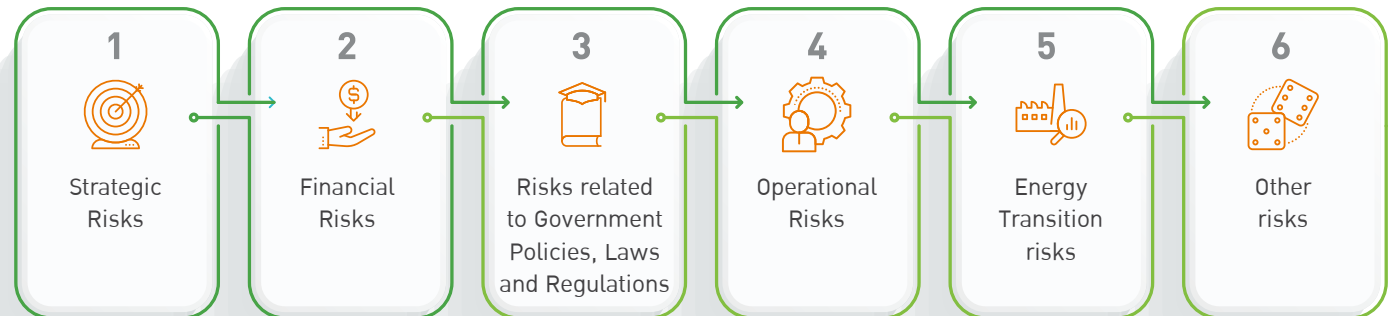 1
Strategic
Risks
2
$
Financial
Risks
3
Risks related
to Government
Policies, Laws
and Regulations
4
Operational
Risks
5
Energy
Transition
risks
6
Other
risks